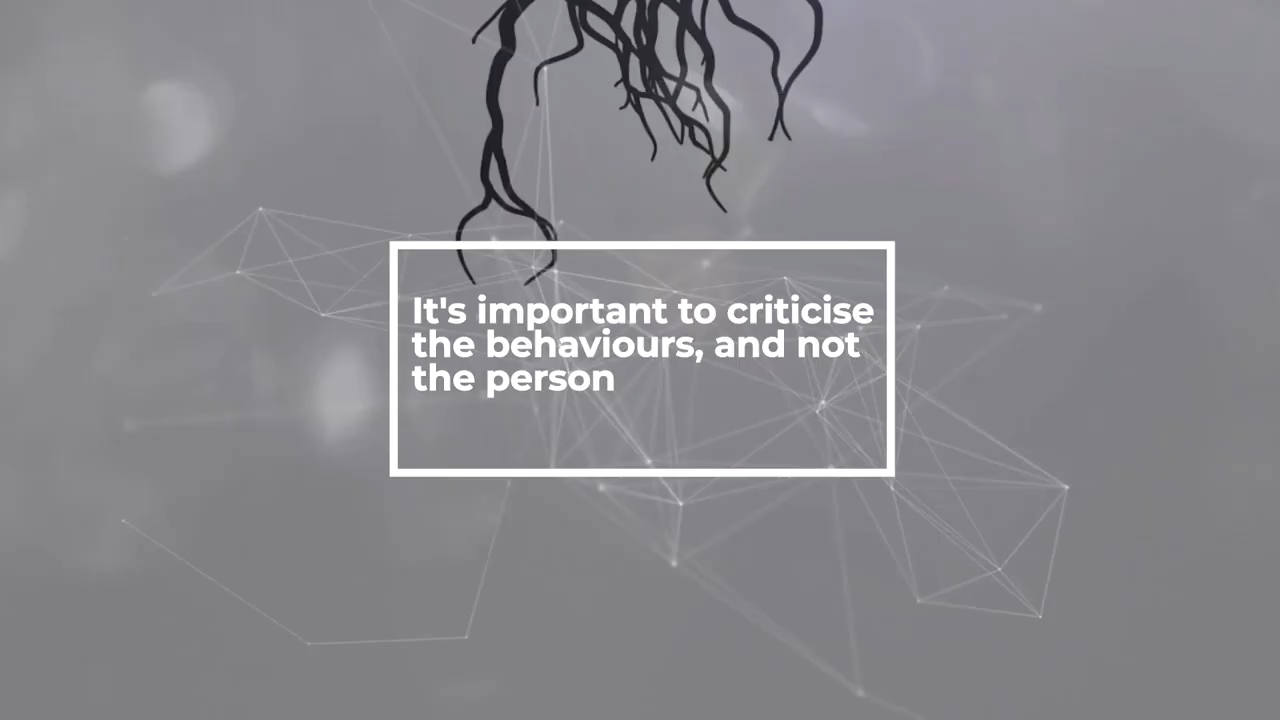 It's important to criticise
the behaviours, and not
the person